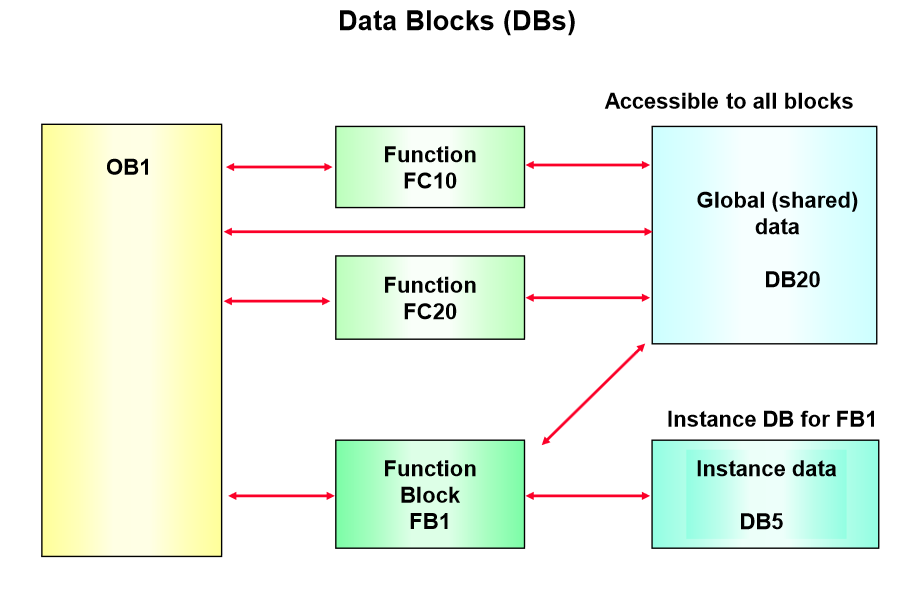 Data Blocks (DBs)
Accessible to all blocks
OB1
Function
FC10
Global (shared)
data
DB20
Function
FC20
Instance DB for FB1
Function
Block
FB1
Instance data
DB5